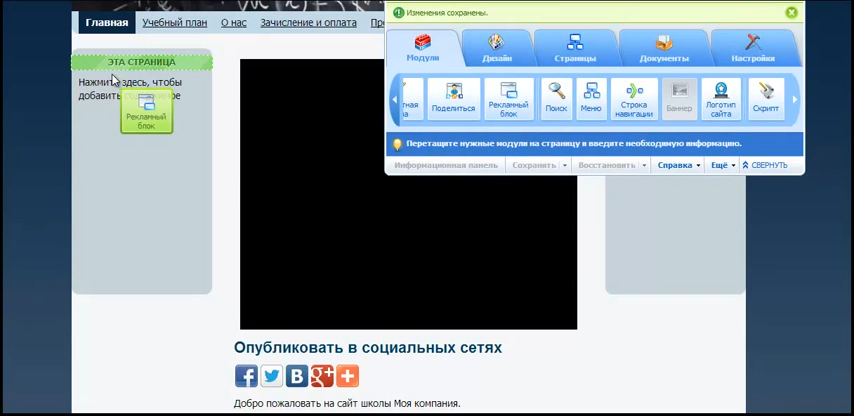 Главная Учебный план О нас Зачисление и оплата
Изменения сохранены.
Модули Дизайн Страницы Документы Настройки
Поделиться Рекламный блок Поиск Меню Строка навигации Баннер Логотип сайта Скрипт
Перетащите нужные модули на страницу и введите необходимую информацию.
Информационная панель Сохранить Восстановить Справка Ещё СВЕРНУТЬ
ЭТА СТРАНИЦА
Нажмите здесь, чтобы
добавить
Рекламный
блок
Опубликовать в социальных сетях
Добро пожаловать на сайт школы Моя компания.